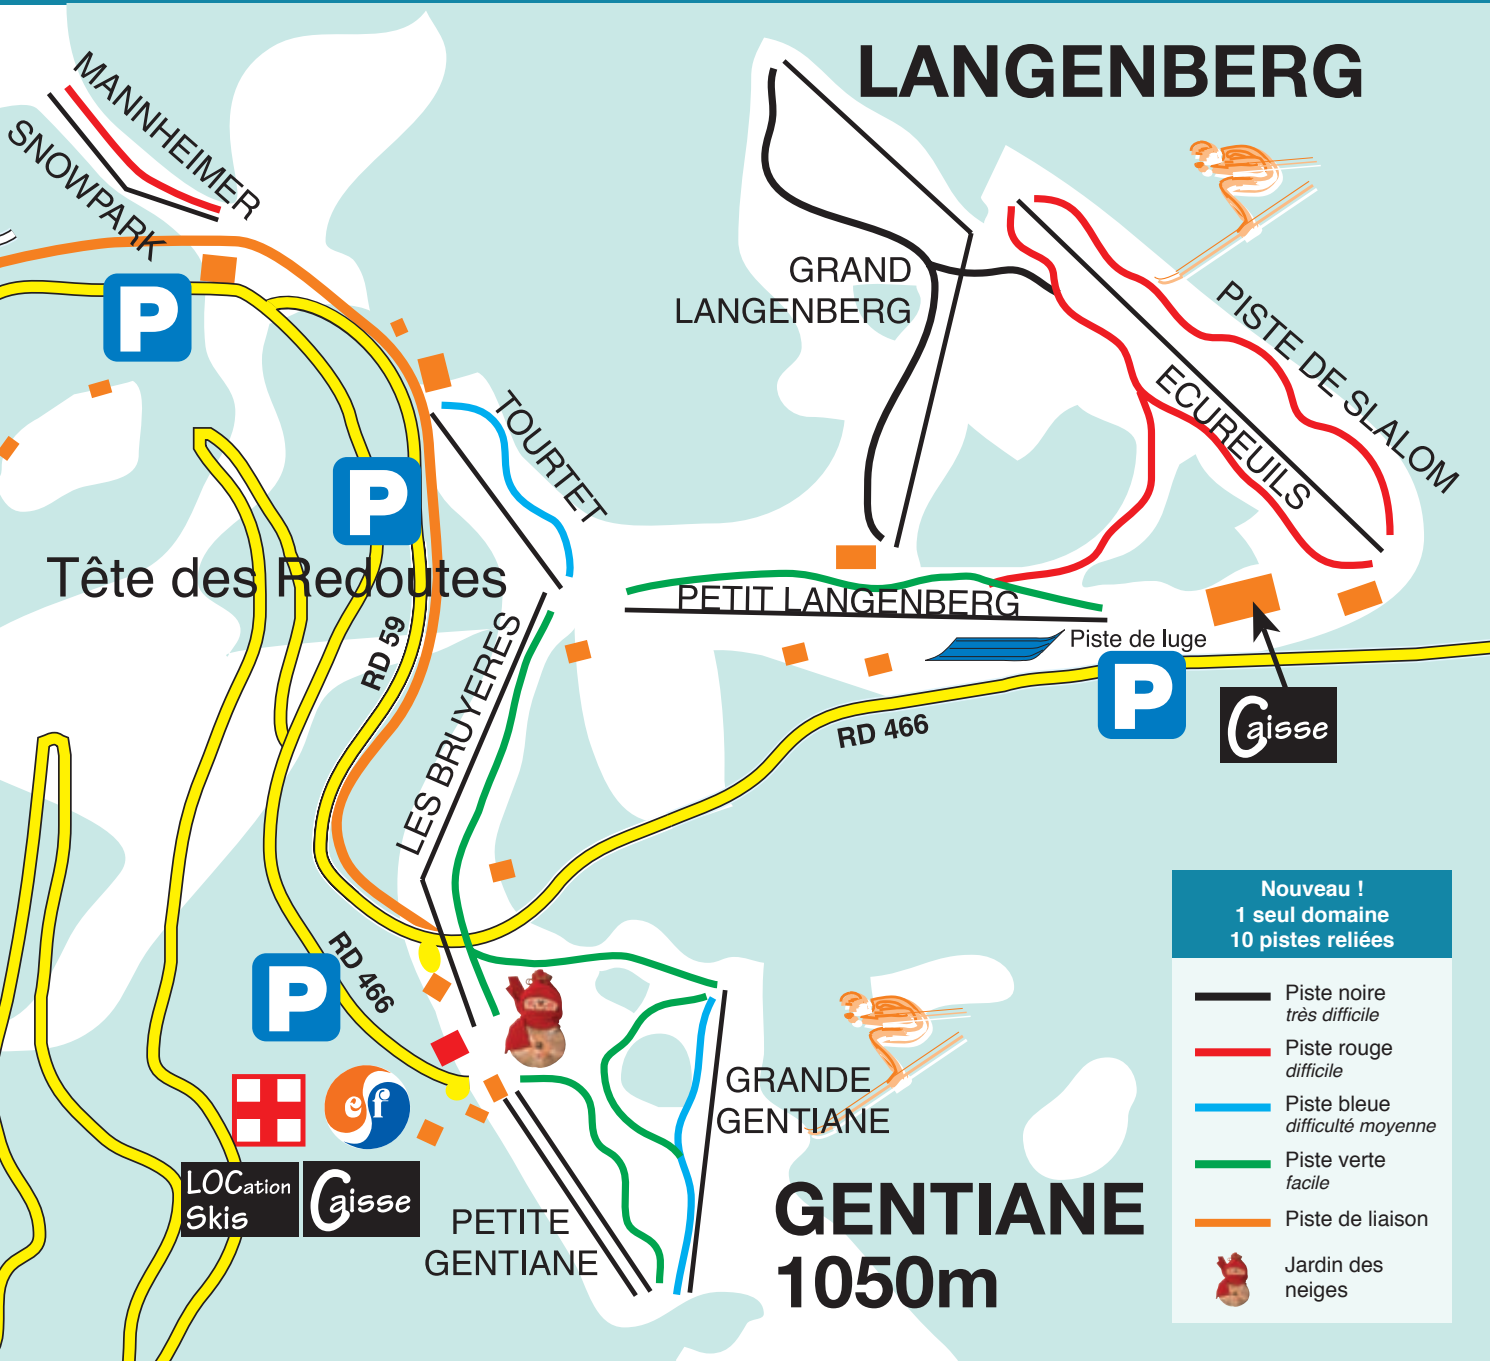 LANGENBERG
MANNHEIMER
SNOWPARK
P
GRAND
LANGENBERG
PISTE DE SLALOM
ECUREUILS
TOURTET
P
Tête des Redoutes
PETIT LANGENBERG
Piste de luge
RD 59
LES BRUYERES
P
RD 466
Caisse
RD 466
P
Nouveau !
1 seul domaine
10 pistes reliées
Piste noire
très difficile
Piste rouge
difficile
Piste bleue
difficulté moyenne
Piste verte
facile
Piste de liaison
Jardin des
neiges
GRANDE
GENTIANE
esf
LOCation
Skis
Caisse
PETITE
GENTIANE
GENTIANE
1050m